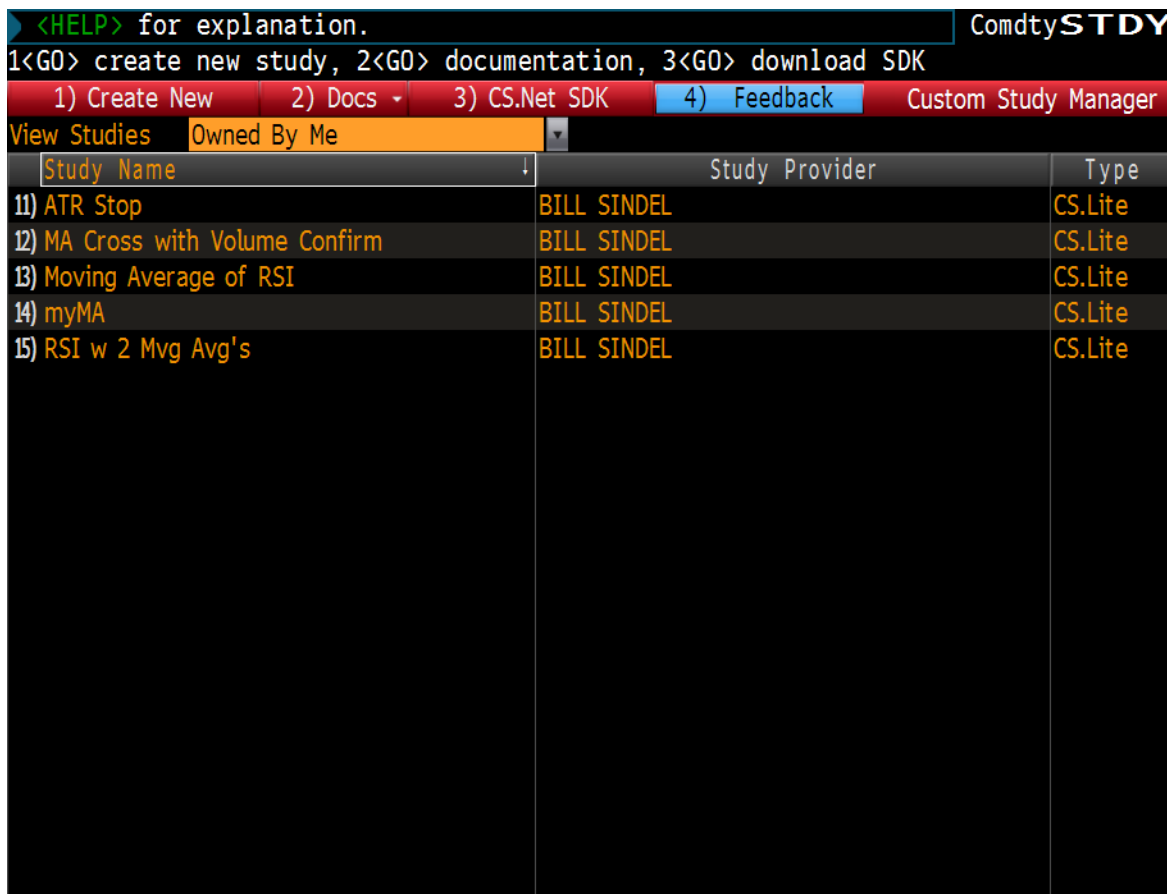 <HELP> for explanation. ComdtySTDY
1<GO> create new study, 2<GO> documentation, 3<GO> download SDK
1) Create New 2) Docs 3) CS.Net SDK 4) Feedback Custom Study Manager
View Studies Owned By Me
Study Name ↓ Study Provider Type
11) ATR Stop BILL SINDEL CS.Lite
12) MA Cross with Volume Confirm BILL SINDEL CS.Lite
13) Moving Average of RSI BILL SINDEL CS.Lite
14) myMA BILL SINDEL CS.Lite
15) RSI w 2 Mvg Avg's BILL SINDEL CS.Lite